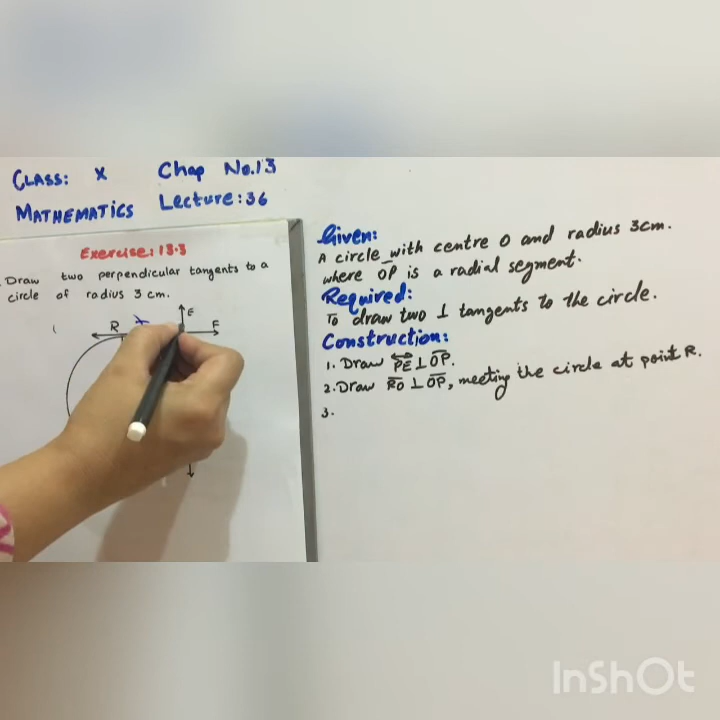 CLASS: X Chap No.13
MATHEMATICS Lecture:36
Exercise: 13.3
Draw two perpendicular tangents to a
circle of radius 3 cm.
R E F
Given:
A circle with centre O and radius 3cm.
where OP is a radial segment.
Required:
To draw two ⊥ tangents to the circle.
Construction:
1. Draw PE ⊥ OP.
2. Draw RO ⊥ OP, meeting the circle at point R.
3.
InShOt